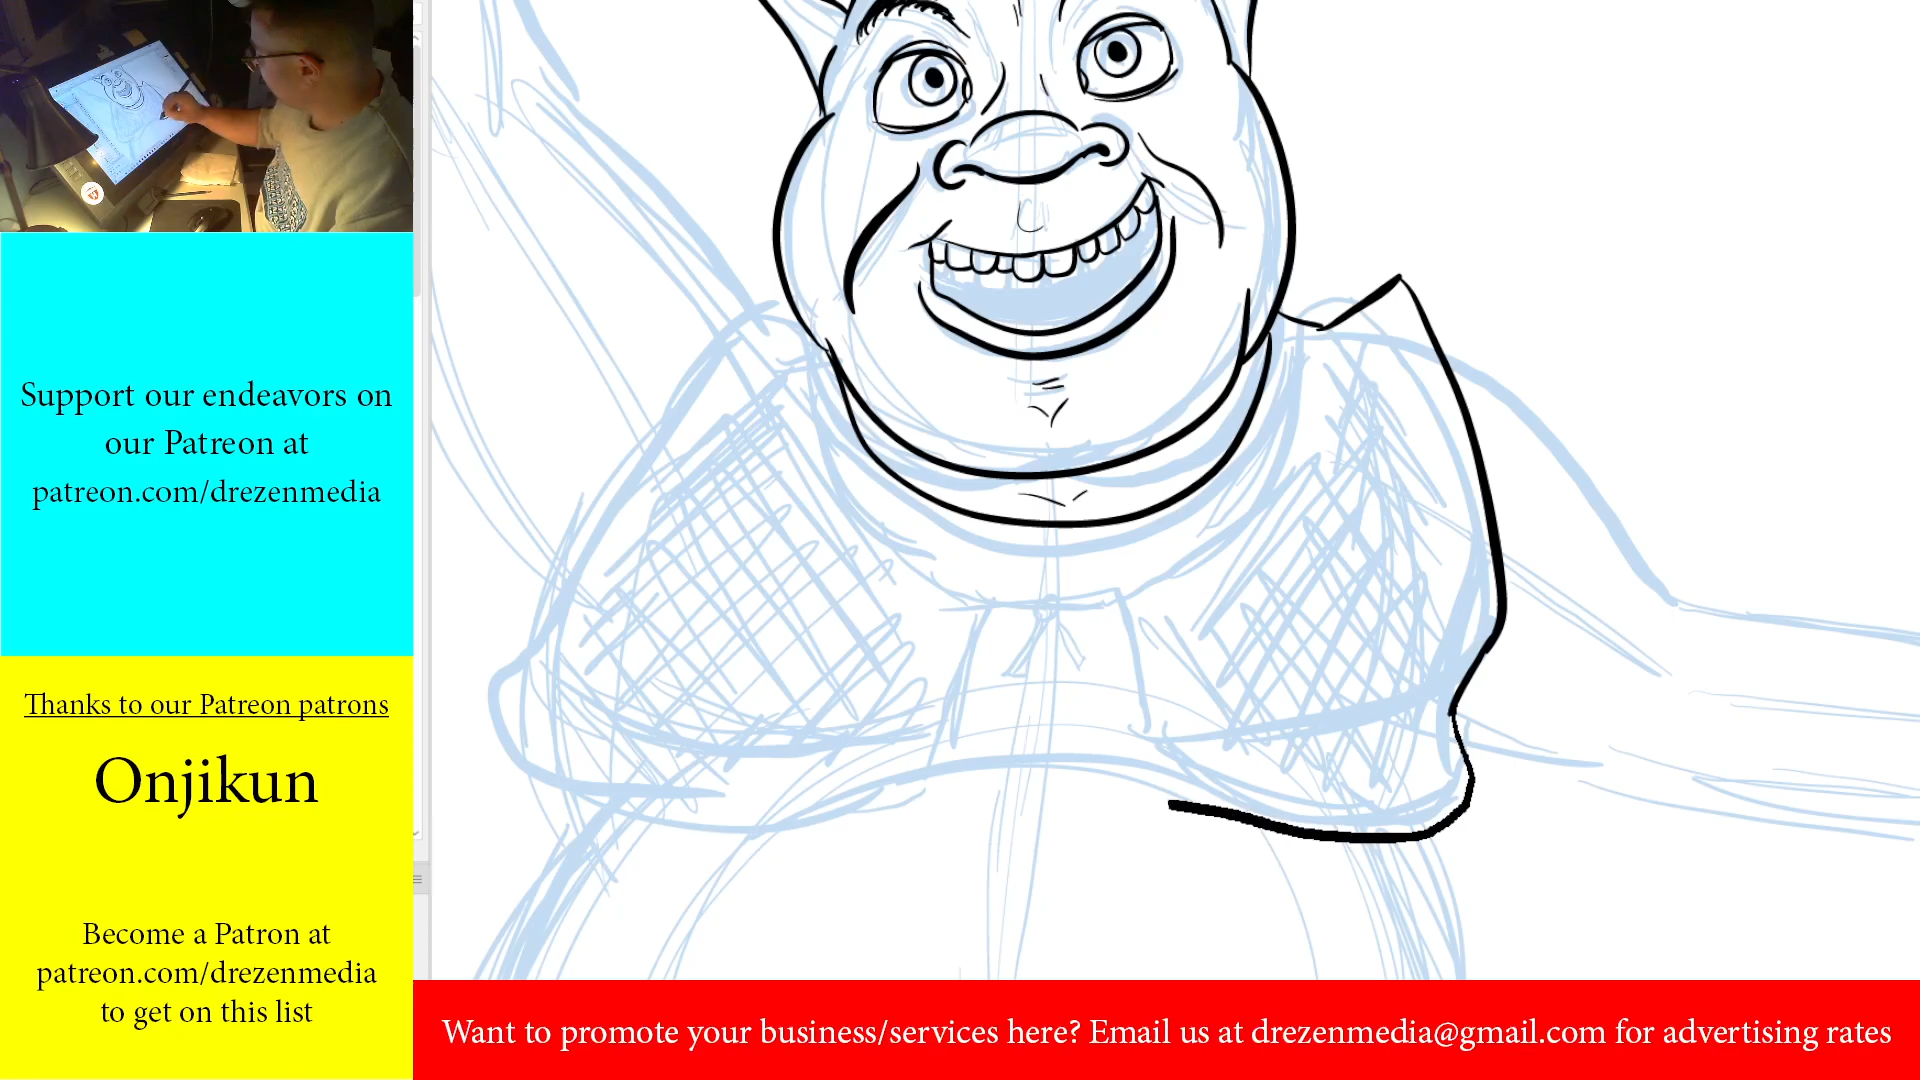 Support our endeavors on
our Patreon at
patreon.com/drezenmedia
Thanks to our Patreon patrons
Onjikun
Become a Patron at
patreon.com/drezenmedia
to get on this list
Want to promote your business/services here? Email us at drezenmedia@gmail.com for advertising rates